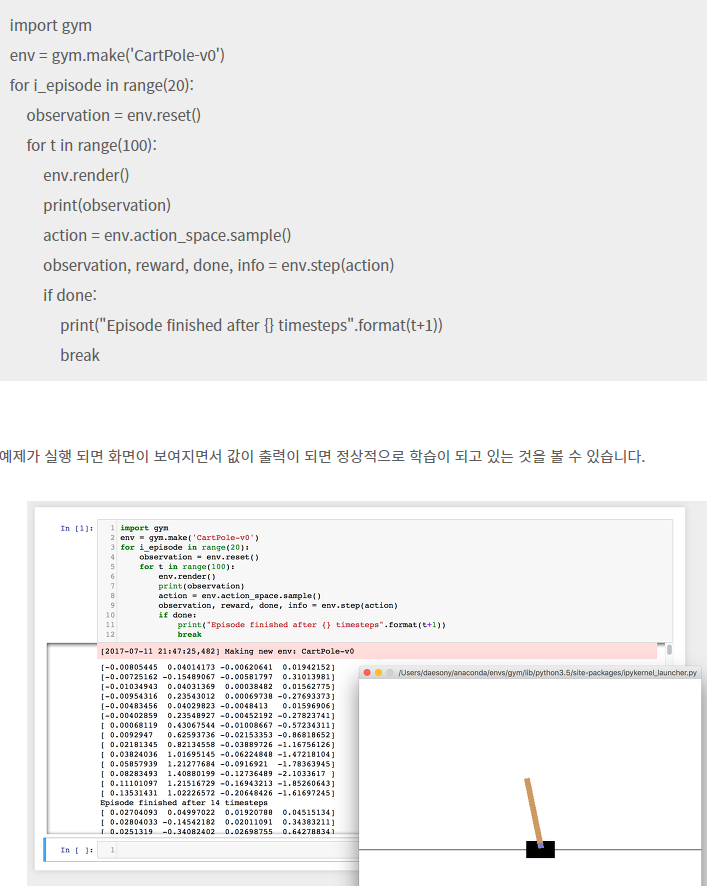 import gym
env = gym.make('CartPole-v0')
for i_episode in range(20):
observation = env.reset()
for t in range(100):
env.render()
print(observation)
action = env.action_space.sample()
observation, reward, done, info = env.step(action)
if done:
print("Episode finished after {} timesteps".format(t+1))
break
예제가 실행 되면 화면이 보여지면서 값이 출력이 되면 정상적으로 학습이 되고 있는 것을 볼 수 있습니다.
In [1]:
1 import gym
2 env = gym.make('CartPole-v0')
3 for i_episode in range(20):
4 observation = env.reset()
5 for t in range(100):
6 env.render()
7 print(observation)
8 action = env.action_space.sample()
9 observation, reward, done, info = env.step(action)
10 if done:
11 print("Episode finished after {} timesteps".format(t+1))
12 break
[2017-07-11 21:47:25,482] Making new env: CartPole-v0
[-0.00805445 0.04014173 -0.00620641 0.01942152]
[-0.00725162 -0.15489067 -0.00581797 0.31013981]
[-0.01034943 0.04031369 0.00038482 0.01562775]
[-0.00954316 0.23543012 0.00069738 -0.27693373]
[-0.00483456 0.04029823 -0.0048413 0.01596906]
[-0.00402859 0.23548927 -0.00452192 -0.27823741]
[ 0.00068119 0.43067544 -0.01008667 -0.57234311]
[ 0.0092947 0.62593736 -0.02153353 -0.86818652]
[ 0.02181345 0.82134558 -0.03889726 -1.16756126]
[ 0.03824036 1.01695145 -0.06224848 -1.47218104]
[ 0.05857939 1.21277684 -0.0916921 -1.78363945]
[ 0.08283493 1.40880199 -0.12736489 -2.1033617 ]
[ 0.11101097 1.21516729 -0.16943213 -1.85260643]
[ 0.13531431 1.02226572 -0.20648426 -1.61697245]
Episode finished after 14 timesteps
[ 0.02704093 0.04997022 0.01920788 0.04515134]
[ 0.02804033 -0.14542182 0.02011091 0.34383211]
[ 0.0251319 -0.34082402 0.02698755 0.64278834]
/Users/daesony/anaconda/envs/gym/lib/python3.5/site-packages/ipykernel_launcher.py
In [ ]:
1